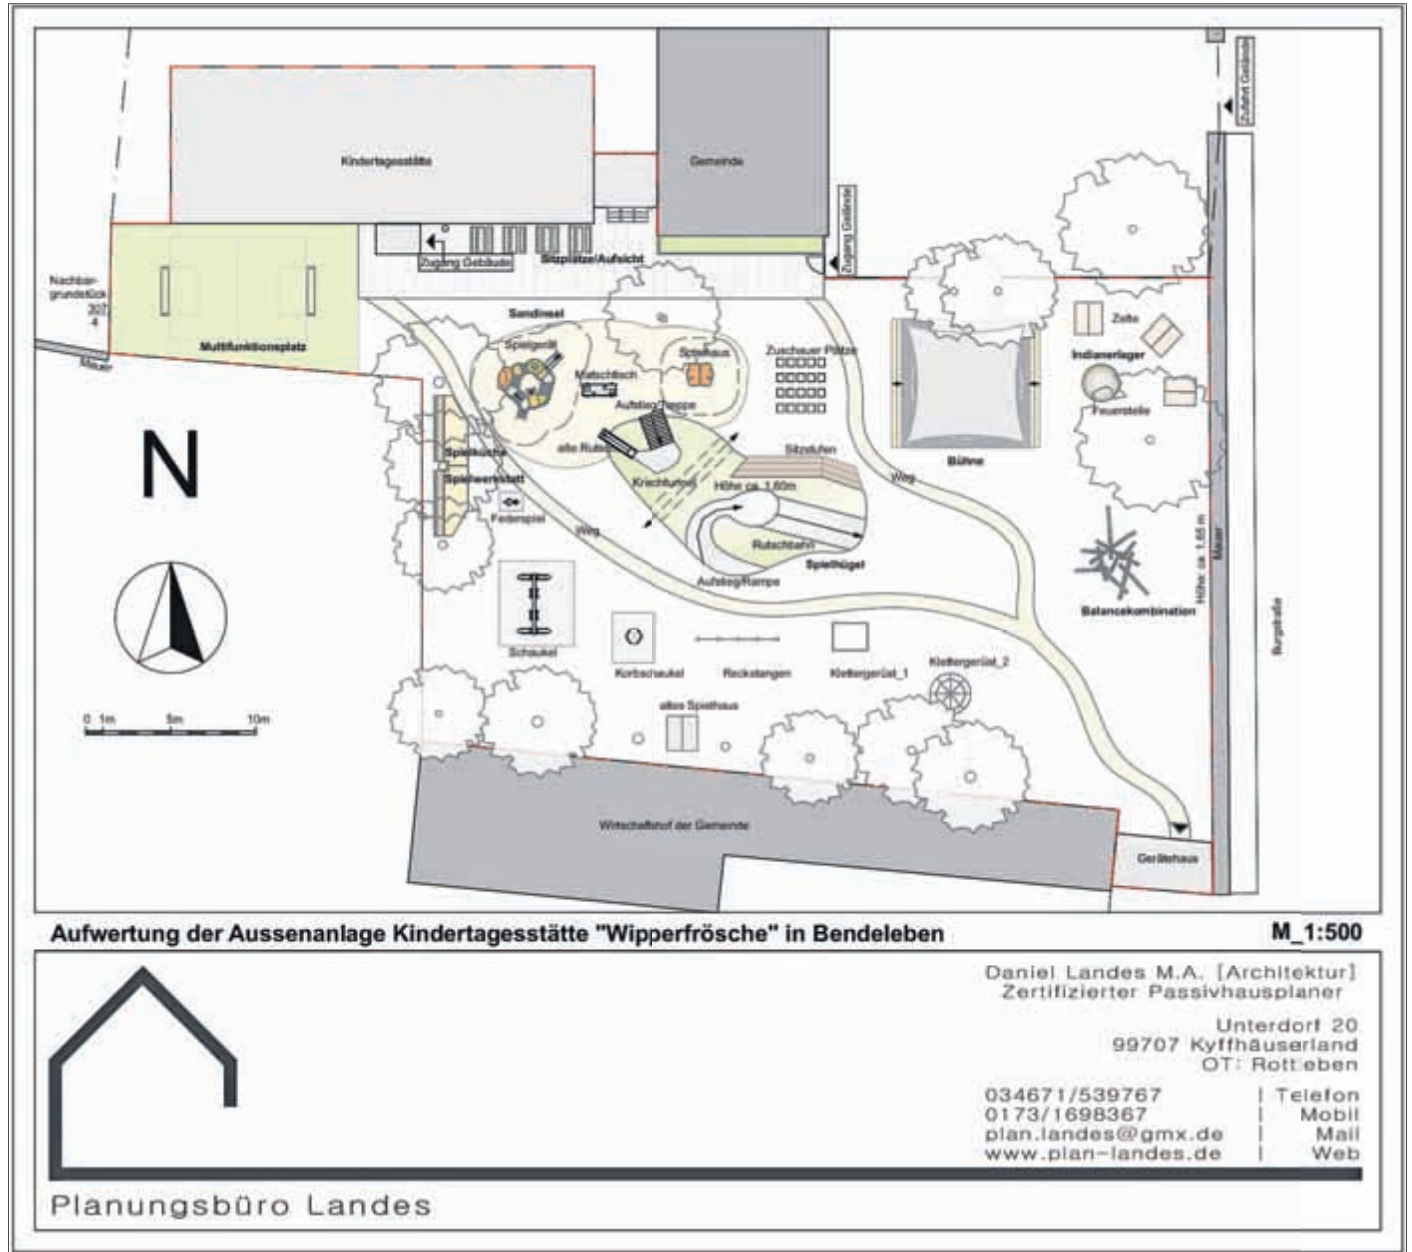 Zufahrt Gelände
Kindertagesstätte
Gemeinde
Zugang Gelände
Zugang Gebäude
Sitzplätze/Aufsicht
Nachbar-
grundstück
307
4
Mauer
Multifunktionsplatz
Sandinsel
Spielgerät
Matschtisch
Spielhaus
Zuschauer Plätze
Zelte
Indianerlager
Feuerstelle
Aufstieg/Treppe
alte Rutsche
Sitzstufen
Bühne
N
Spielküche
Spielwerkstatt
Kriechtunnel
Höhe ca. 1,60m
Weg
Federspiel
Weg
Rutschbahn
Spielhügel
Aufstieg/Rampe
Höhe: ca. 1,65 m
Mauer
Balancekombination
Burgstraße
Schaukel
Korbschaukel
Reckstangen
Klettergerüst_1
Klettergerüst_2
altes Spielhaus
0 1m 5m 10m
Wirtschaftshof der Gemeinde
Gerätehaus
Aufwertung der Aussenanlage Kindertagesstätte "Wipperfrösche" in Bendeleben
M_1:500
Daniel Landes M.A. [Architektur]
Zertifizierter Passivhausplaner
Unterdorf 20
99707 Kyffhäuserland
OT: Rottleben
034671/539767 | Telefon
0173/1698367 | Mobil
plan.landes@gmx.de | Mail
www.plan-landes.de | Web
Planungsbüro Landes